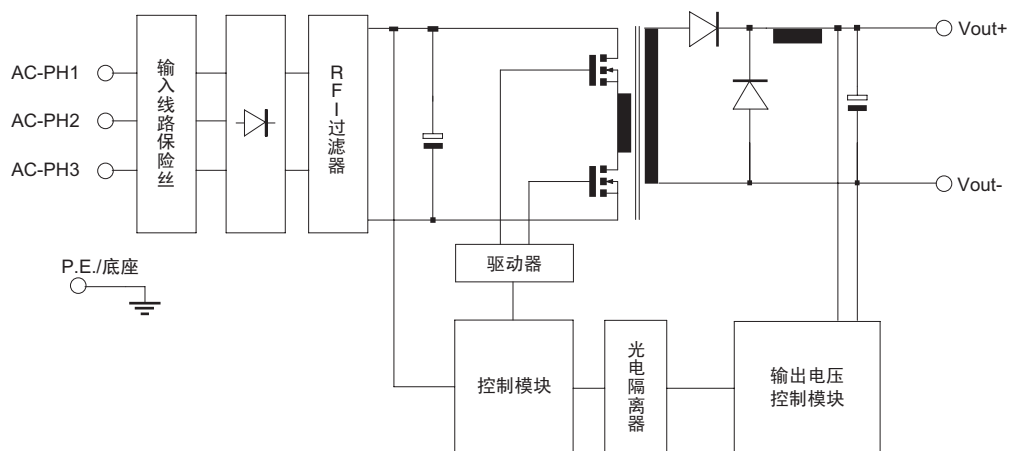 AC-PH1
AC-PH2
AC-PH3
输入线路保险丝
RFI过滤器
Vout+
Vout-
P.E./底座
驱动器
控制模块
光电隔离器
输出电压
控制模块